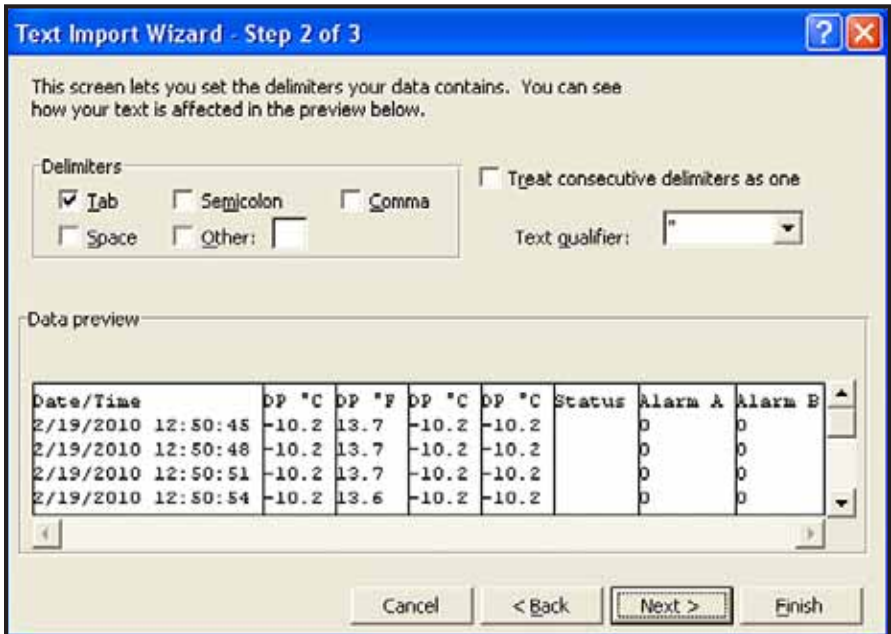 Text Import Wizard - Step 2 of 3
This screen lets you set the delimiters your data contains. You can see
how your text is affected in the preview below.
Delimiters
Tab Semicolon Comma
Space Other:
Treat consecutive delimiters as one
Text qualifier: "
Data preview
Date/Time DP "C DP "F DP "C DP "C Status Alarm A Alarm B
2/19/2010 12:50:45 -10.2 13.7 -10.2 -10.2 0 0
2/19/2010 12:50:48 -10.2 13.7 -10.2 -10.2 0 0
2/19/2010 12:50:51 -10.2 13.7 -10.2 -10.2 0 0
2/19/2010 12:50:54 -10.2 13.6 -10.2 -10.2 0 0
Cancel < Back Next > Finish